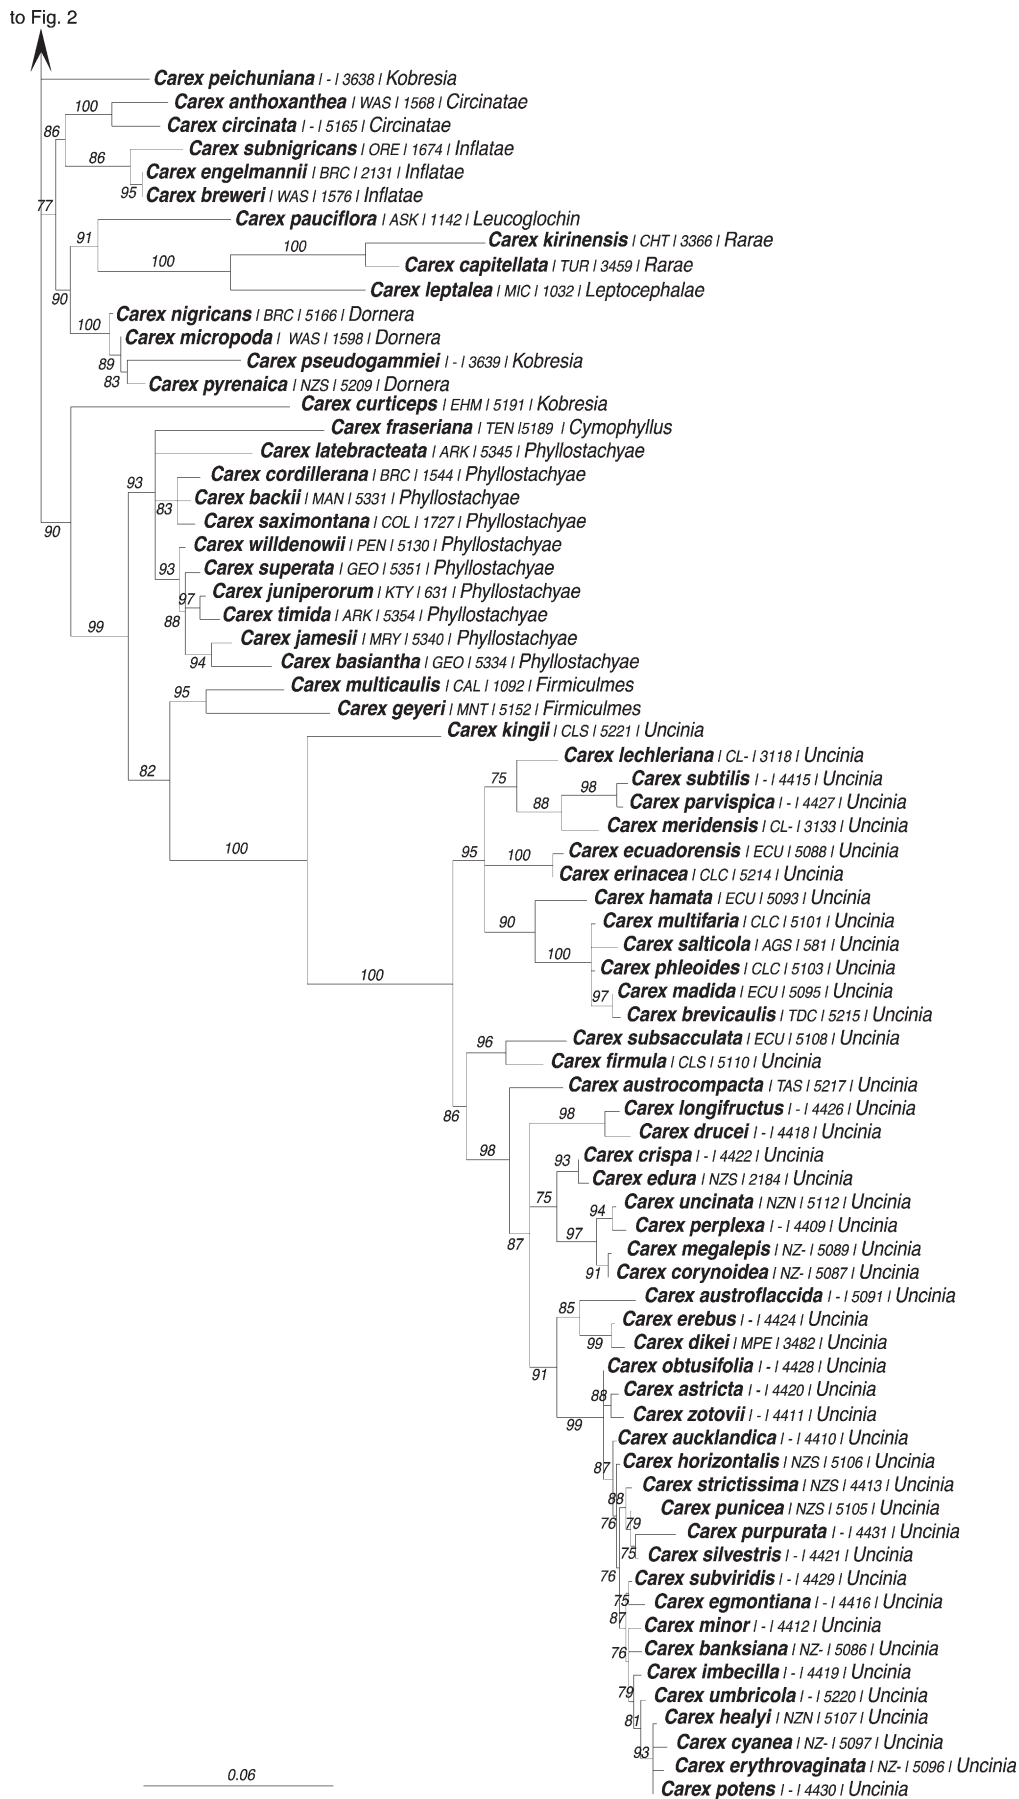 to Fig. 2
Carex peichuniana | - | 3638 | Kobresia
100 Carex anthoxanthea | WAS | 1568 | Circinatae
Carex circinata | - | 5165 | Circinatae
86
Carex subnigricans | ORE | 1674 | Inflatae
86
Carex engelmannii | BRC | 2131 | Inflatae
95 Carex breweri | WAS | 1576 | Inflatae
77
Carex pauciflora | ASK | 1142 | Leucoglochin
91
Carex kirinensis | CHT | 3366 | Rarae
100
100 Carex capitellata | TUR | 3459 | Rarae
Carex leptalea | MIC | 1032 | Leptocephalae
90
Carex nigricans | BRC | 5166 | Dornera
100
Carex micropoda | WAS | 1598 | Dornera
89 Carex pseudogammiei | - | 3639 | Kobresia
83 Carex pyrenaica | NZS | 5209 | Dornera
Carex curticeps | EHM | 5191 | Kobresia
Carex fraseriana | TEN | 5189 | Cymophyllus
Carex latebracteata | ARK | 5345 | Phyllostachyae
Carex cordillerana | BRC | 1544 | Phyllostachyae
93
Carex backii | MAN | 5331 | Phyllostachyae
83
Carex saximontana | COL | 1727 | Phyllostachyae
90
Carex willdenowii | PEN | 5130 | Phyllostachyae
93 Carex superata | GEO | 5351 | Phyllostachyae
Carex juniperorum | KTY | 631 | Phyllostachyae
97
Carex timida | ARK | 5354 | Phyllostachyae
88
99
Carex jamesii | MRY | 5340 | Phyllostachyae
94 Carex basiantha | GEO | 5334 | Phyllostachyae
Carex multicaulis | CAL | 1092 | Firmiculmes
95
Carex geyeri | MNT | 5152 | Firmiculmes
Carex kingii | CLS | 5221 | Uncinia
Carex lechleriana | CL- | 3118 | Uncinia
82
75 98 Carex subtilis | - | 4415 | Uncinia
88 Carex parvispica | - | 4427 | Uncinia
Carex meridensis | CL- | 3133 | Uncinia
100 95 100 Carex ecuadorensis | ECU | 5088 | Uncinia
Carex erinacea | CLC | 5214 | Uncinia
Carex hamata | ECU | 5093 | Uncinia
90 Carex multifaria | CLC | 5101 | Uncinia
Carex salticola | AGS | 581 | Uncinia
100
Carex phleoides | CLC | 5103 | Uncinia
100
Carex madida | ECU | 5095 | Uncinia
97
Carex brevicaulis | TDC | 5215 | Uncinia
96 Carex subsacculata | ECU | 5108 | Uncinia
Carex firmula | CLS | 5110 | Uncinia
Carex austrocompacta | TAS | 5217 | Uncinia
86 98 Carex longifructus | - | 4426 | Uncinia
Carex drucei | - | 4418 | Uncinia
98
93 Carex crispa | - | 4422 | Uncinia
Carex edura | NZS | 2184 | Uncinia
75
94 Carex uncinata | NZN | 5112 | Uncinia
Carex perplexa | - | 4409 | Uncinia
97
87 Carex megalepis | NZ- | 5089 | Uncinia
91 Carex corynoidea | NZ- | 5087 | Uncinia
Carex austroflaccida | - | 5091 | Uncinia
85
Carex erebus | - | 4424 | Uncinia
99 Carex dikei | MPE | 3482 | Uncinia
Carex obtusifolia | - | 4428 | Uncinia
91
88 Carex astricta | - | 4420 | Uncinia
Carex zotovii | - | 4411 | Uncinia
99
Carex aucklandica | - | 4410 | Uncinia
87 Carex horizontalis | NZS | 5106 | Uncinia
Carex strictissima | NZS | 4413 | Uncinia
88
Carex punicea | NZS | 5105 | Uncinia
76 79
Carex purpurata | - | 4431 | Uncinia
75 Carex silvestris | - | 4421 | Uncinia
76 Carex subviridis | - | 4429 | Uncinia
75 Carex egmontiana | - | 4416 | Uncinia
87
Carex minor | - | 4412 | Uncinia
76 Carex banksiana | NZ- | 5086 | Uncinia
Carex imbecilla | - | 4419 | Uncinia
79 Carex umbricola | - | 5220 | Uncinia
81 Carex healyi | NZN | 5107 | Uncinia
93 Carex cyanea | NZ- | 5097 | Uncinia
Carex erythrovaginata | NZ- | 5096 | Uncinia
0.06
Carex potens | - | 4430 | Uncinia